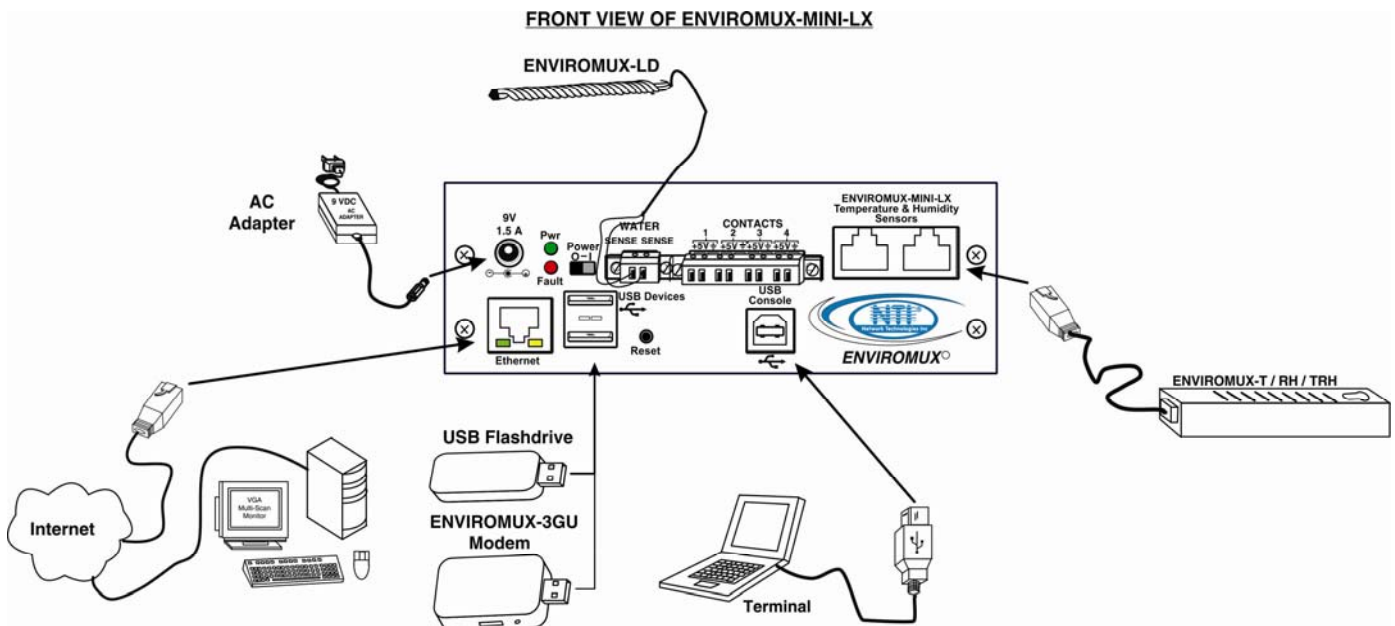 FRONT VIEW OF ENVIROMUX-MINI-LX
ENVIROMUX-LD
AC
Adapter
9 VDC
AC
ADAPTER
9V
1.5 A
Pwr
Fault
Power
O – I
WATER
SENSE SENSE
CONTACTS
1 2 3 4
+5V +5V +5V +5V
ENVIROMUX-MINI-LX
Temperature & Humidity
Sensors
USB Devices
USB
Console
Reset
Ethernet
NTI
Network Technologies Inc
ENVIROMUX
ENVIROMUX-T / RH / TRH
USB Flashdrive
ENVIROMUX-3GU
Modem
Internet
VGA
Multi-Scan
Monitor
Terminal